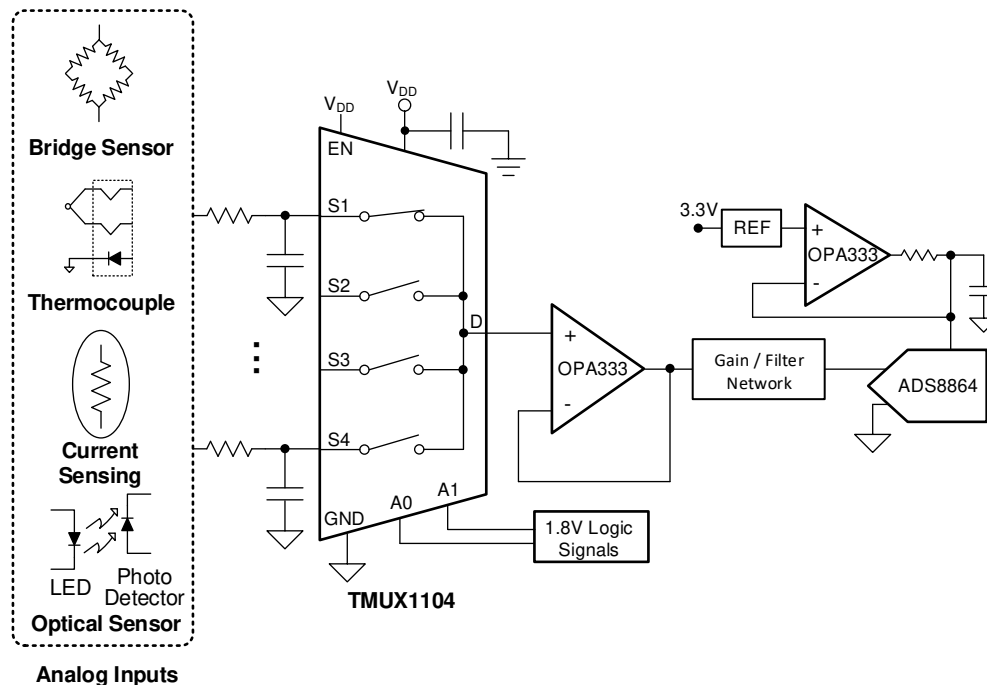 Bridge Sensor
Thermocouple
Current
Sensing
LED
Photo
Detector
Optical Sensor
Analog Inputs
VDD
VDD
EN
S1
S2
S3
S4
D
GND
A0
A1
TMUX1104
1.8V Logic
Signals
+
OPA333
-
Gain / Filter
Network
3.3V
REF
+
OPA333
-
ADS8864